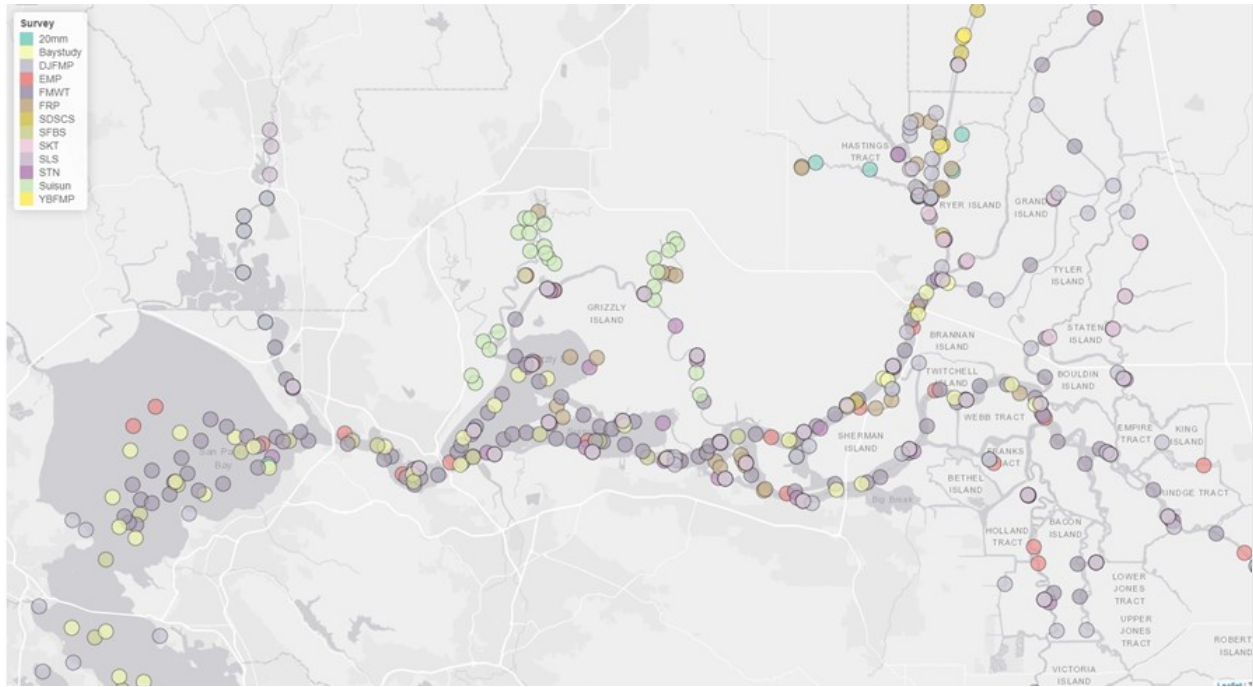 Survey
20mm
Baystudy
DJFMP
EMP
FMWT
FRP
SDSCS
SFBS
SKT
SLS
STN
Suisun
YBFMP
HASTINGS
TRACT
RYER ISLAND
GRAND
ISLAND
TYLER
ISLAND
GRIZZLY
ISLAND
BRANNAN
ISLAND
STATEN
ISLAND
TWITCHELL
ISLAND
BOULDIN
ISLAND
WEBB TRACT
SHERMAN
ISLAND
EMPIRE
TRACT
KING
ISLAND
San Pa
Bay
FRANKS
TRACT
BETHEL
ISLAND
Big Break
RINDGE TRACT
HOLLAND
TRACT
BACON
ISLAND
LOWER
JONES
TRACT
UPPER
JONES
TRACT
ROBERT
ISLAND
VICTORIA
ISLAND
Leaflet